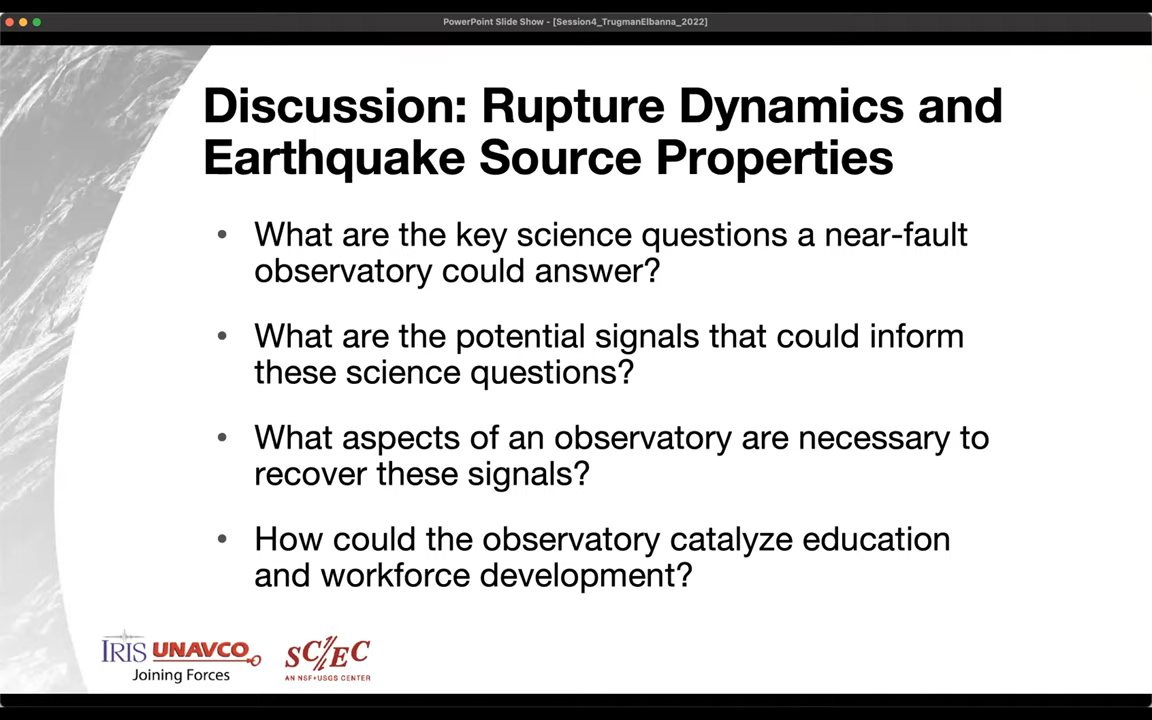 PowerPoint Slide Show - [Session4_TrugmanElbanna_2022]
Discussion: Rupture Dynamics and
Earthquake Source Properties
• What are the key science questions a near-fault
observatory could answer?
• What are the potential signals that could inform
these science questions?
• What aspects of an observatory are necessary to
recover these signals?
• How could the observatory catalyze education
and workforce development?
IRIS UNAVCO
Joining Forces
SC/EC
AN NSF+USGS CENTER